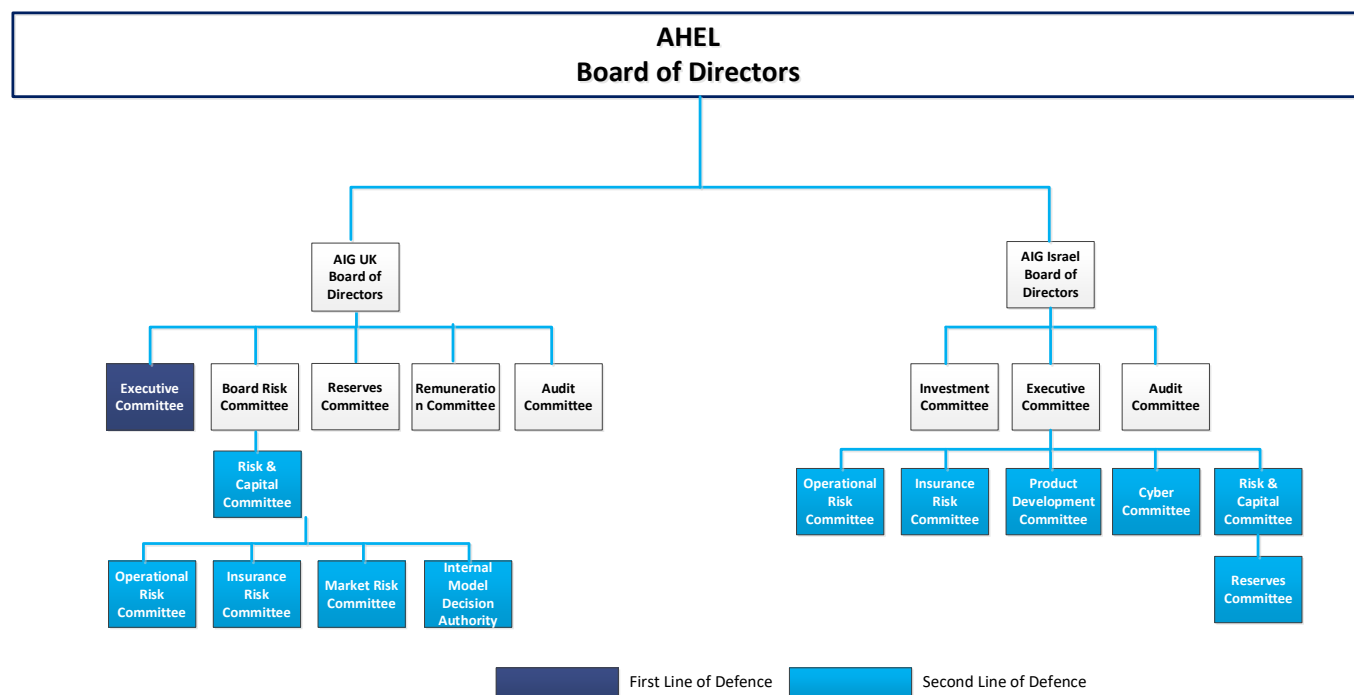 AHEL
Board of Directors
AIG UK
Board of
Directors
AIG Israel
Board of
Directors
Executive
Committee
Board Risk
Committee
Reserves
Committee
Remuneratio
n Committee
Audit
Committee
Investment
Committee
Executive
Committee
Audit
Committee
Risk &
Capital
Committee
Operational
Risk
Committee
Insurance
Risk
Committee
Product
Development
Committee
Cyber
Committee
Risk &
Capital
Committee
Operational
Risk
Committee
Insurance
Risk
Committee
Market Risk
Committee
Internal
Model
Decision
Authority
Reserves
Committee
First Line of Defence
Second Line of Defence